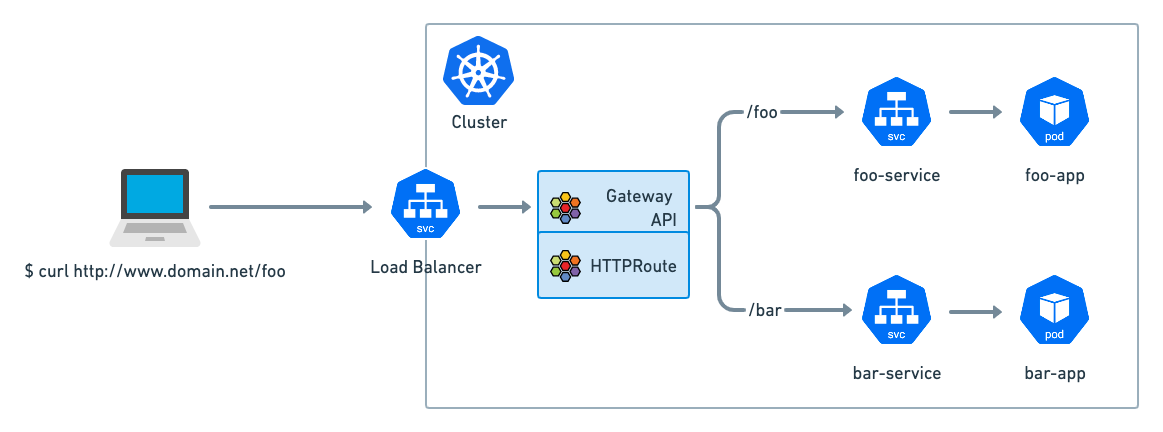 Cluster
$ curl http://www.domain.net/foo
svc
Load Balancer
Gateway
API
HTTPRoute
/foo
svc
foo-service
pod
foo-app
/bar
svc
bar-service
pod
bar-app